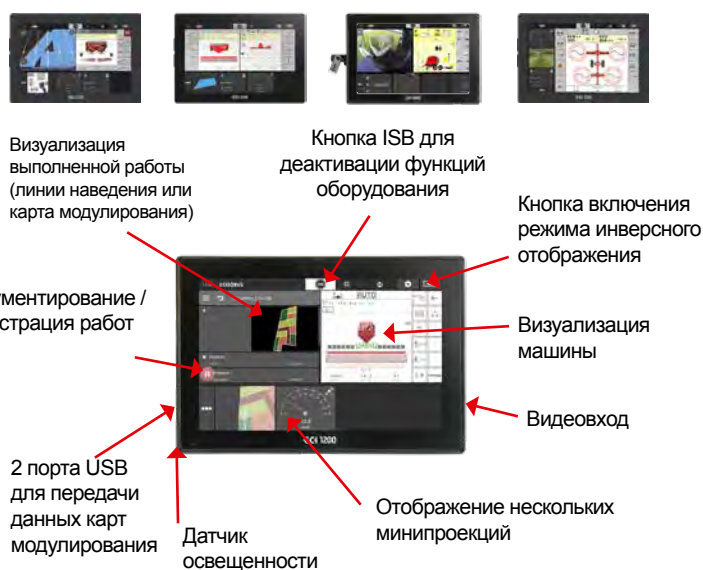 Визуализация
выполненной работы
(линии наведения или
карта модулирования)
Кнопка ISB для
деактивации функций
оборудования
Кнопка включения
режима инверсного
отображения
ументирование /
страция работ
AUTO
Визуализация
машины
Видеовход
CCI 1200
2 порта USB
для передачи
данных карт
модулирования
Датчик
освещенности
Отображение нескольких
минипроекций